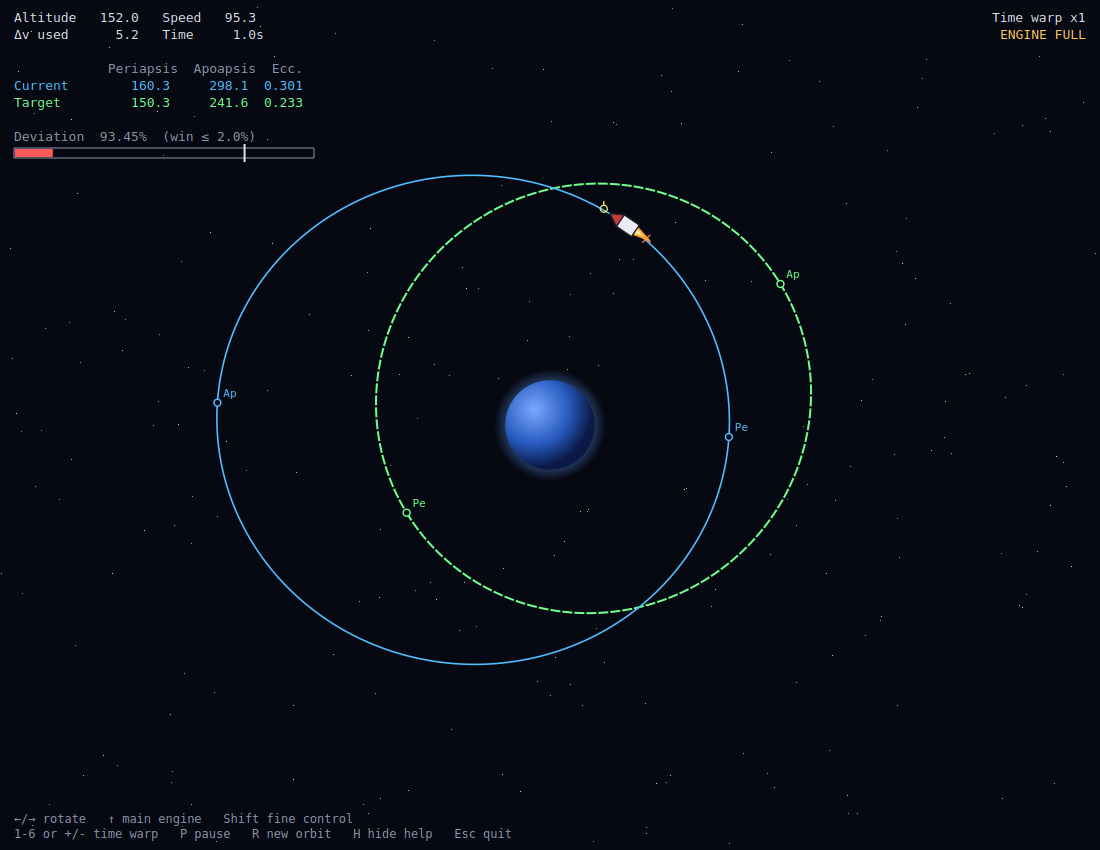 Altitude 152.0 Speed 95.3
Δv used 5.2 Time 1.0s
Time warp x1
ENGINE FULL
Periapsis Apoapsis Ecc.
Current 160.3 298.1 0.301
Target 150.3 241.6 0.233
Deviation 93.45% (win ≤ 2.0%)
Ap
Ap
Pe
Pe
←/→ rotate ↑ main engine Shift fine control
1-6 or +/- time warp P pause R new orbit H hide help Esc quit